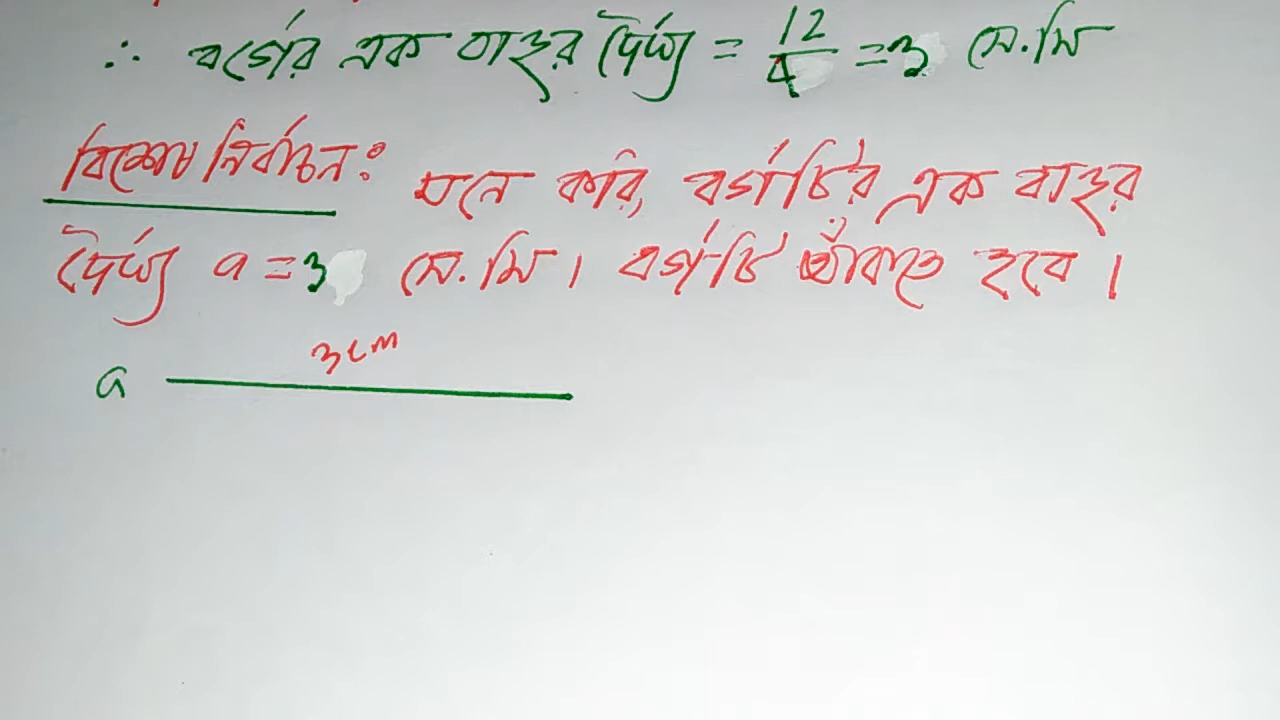 ∴ বর্গের এক বাহুর দৈর্ঘ্য = 12/4 = 3 সে.মি
বিশেষ নির্বচন: মনে করি, বর্গটির এক বাহুর
দৈর্ঘ্য a = 3 সে.মি। বর্গটি আঁকতে হবে।
3cm
a